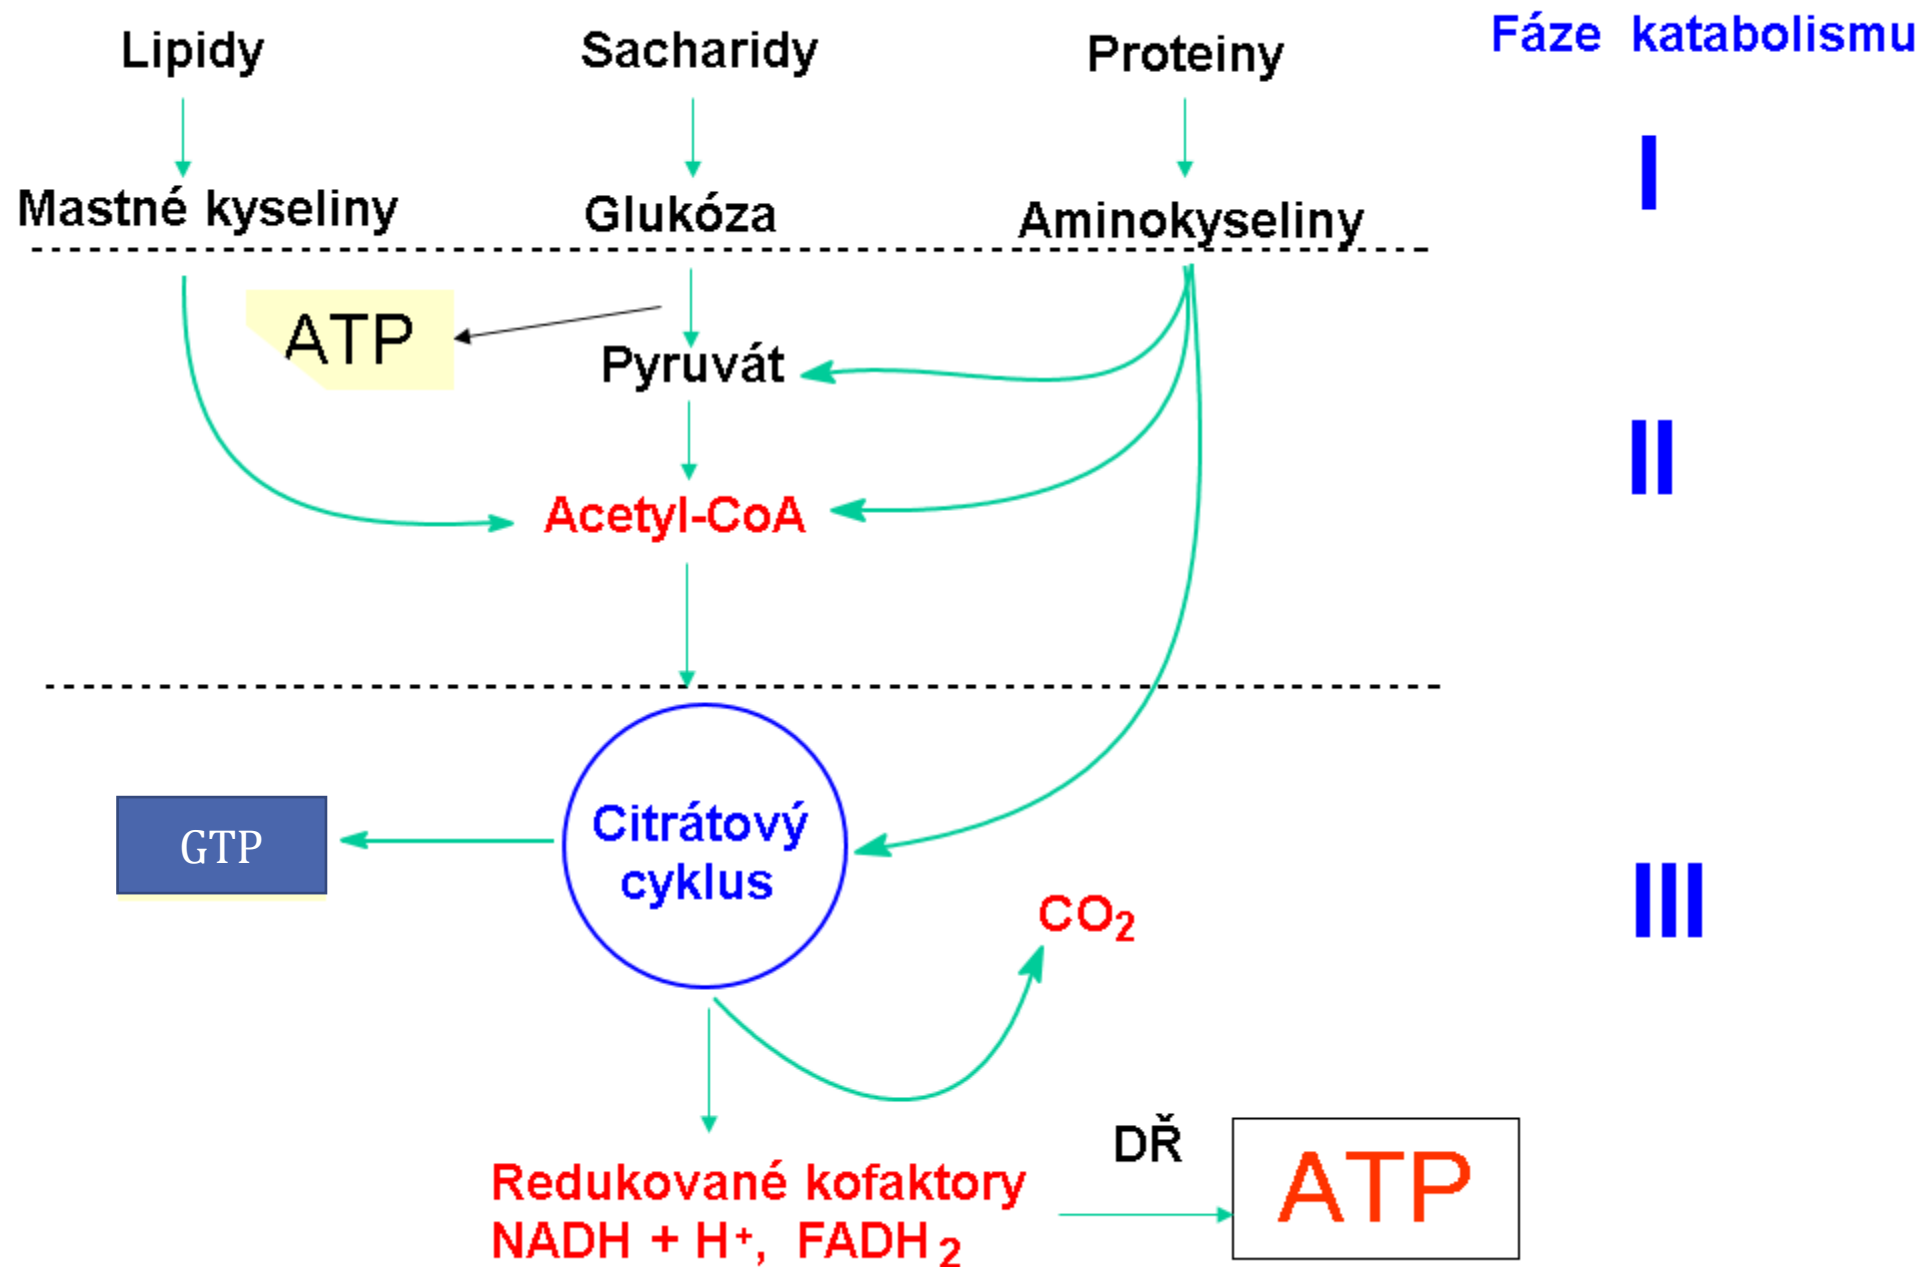 Lipidy
Sacharidy
Proteiny
Fáze katabolismu
I
Mastné kyseliny
Glukóza
Aminokyseliny
ATP
Pyruvát
II
Acetyl-CoA
GTP
Citrátový
cyklus
CO₂
III
DŘ
Redukované kofaktory
NADH + H⁺, FADH₂
ATP